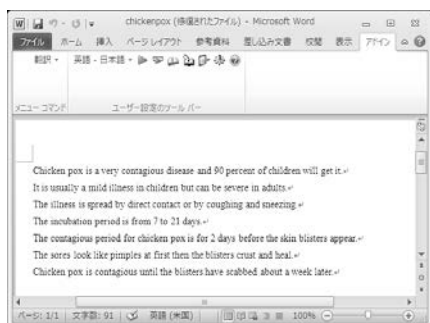 chickenpox (修復されたファイル) - Microsoft Word
ファイル ホーム 挿入 ページ レイアウト 参考資料 差し込み文書 校閲 表示 アドイン
翻訳 英語 - 日本語
メニュー コマンド ユーザー設定のツール バー
Chicken pox is a very contagious disease and 90 percent of children will get it.
It is usually a mild illness in children but can be severe in adults.
The illness is spread by direct contact or by coughing and sneezing
The incubation period is from 7 to 21 days.
The contagious period for chicken pox is for 2 days before the skin blisters appear.
The sores look like pimples at first then the blisters crust and heal.
Chicken pox is contagious until the blisters have scabbed about a week later.
ページ: 1/1 文字数: 91 英語 (米国) 100%